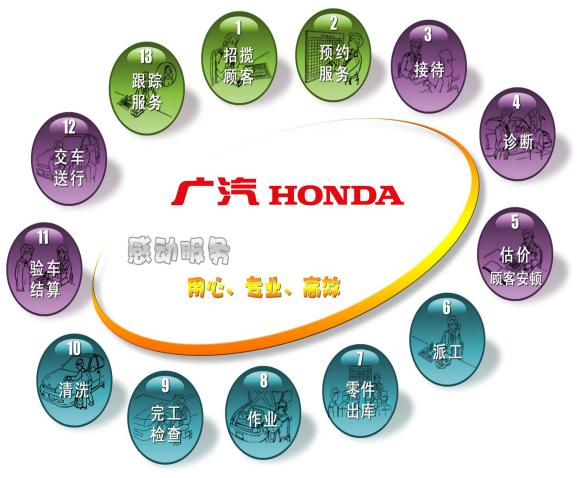 1
招揽
顾客
2
预约
服务
3
接待
4
诊断
5
估价
顾客安顿
6
派工
7
零件
出库
8
作业
9
完工
检查
10
清洗
11
验车
结算
12
交车
送行
13
跟踪
服务
广汽 HONDA
感动服务
用心、专业、高效